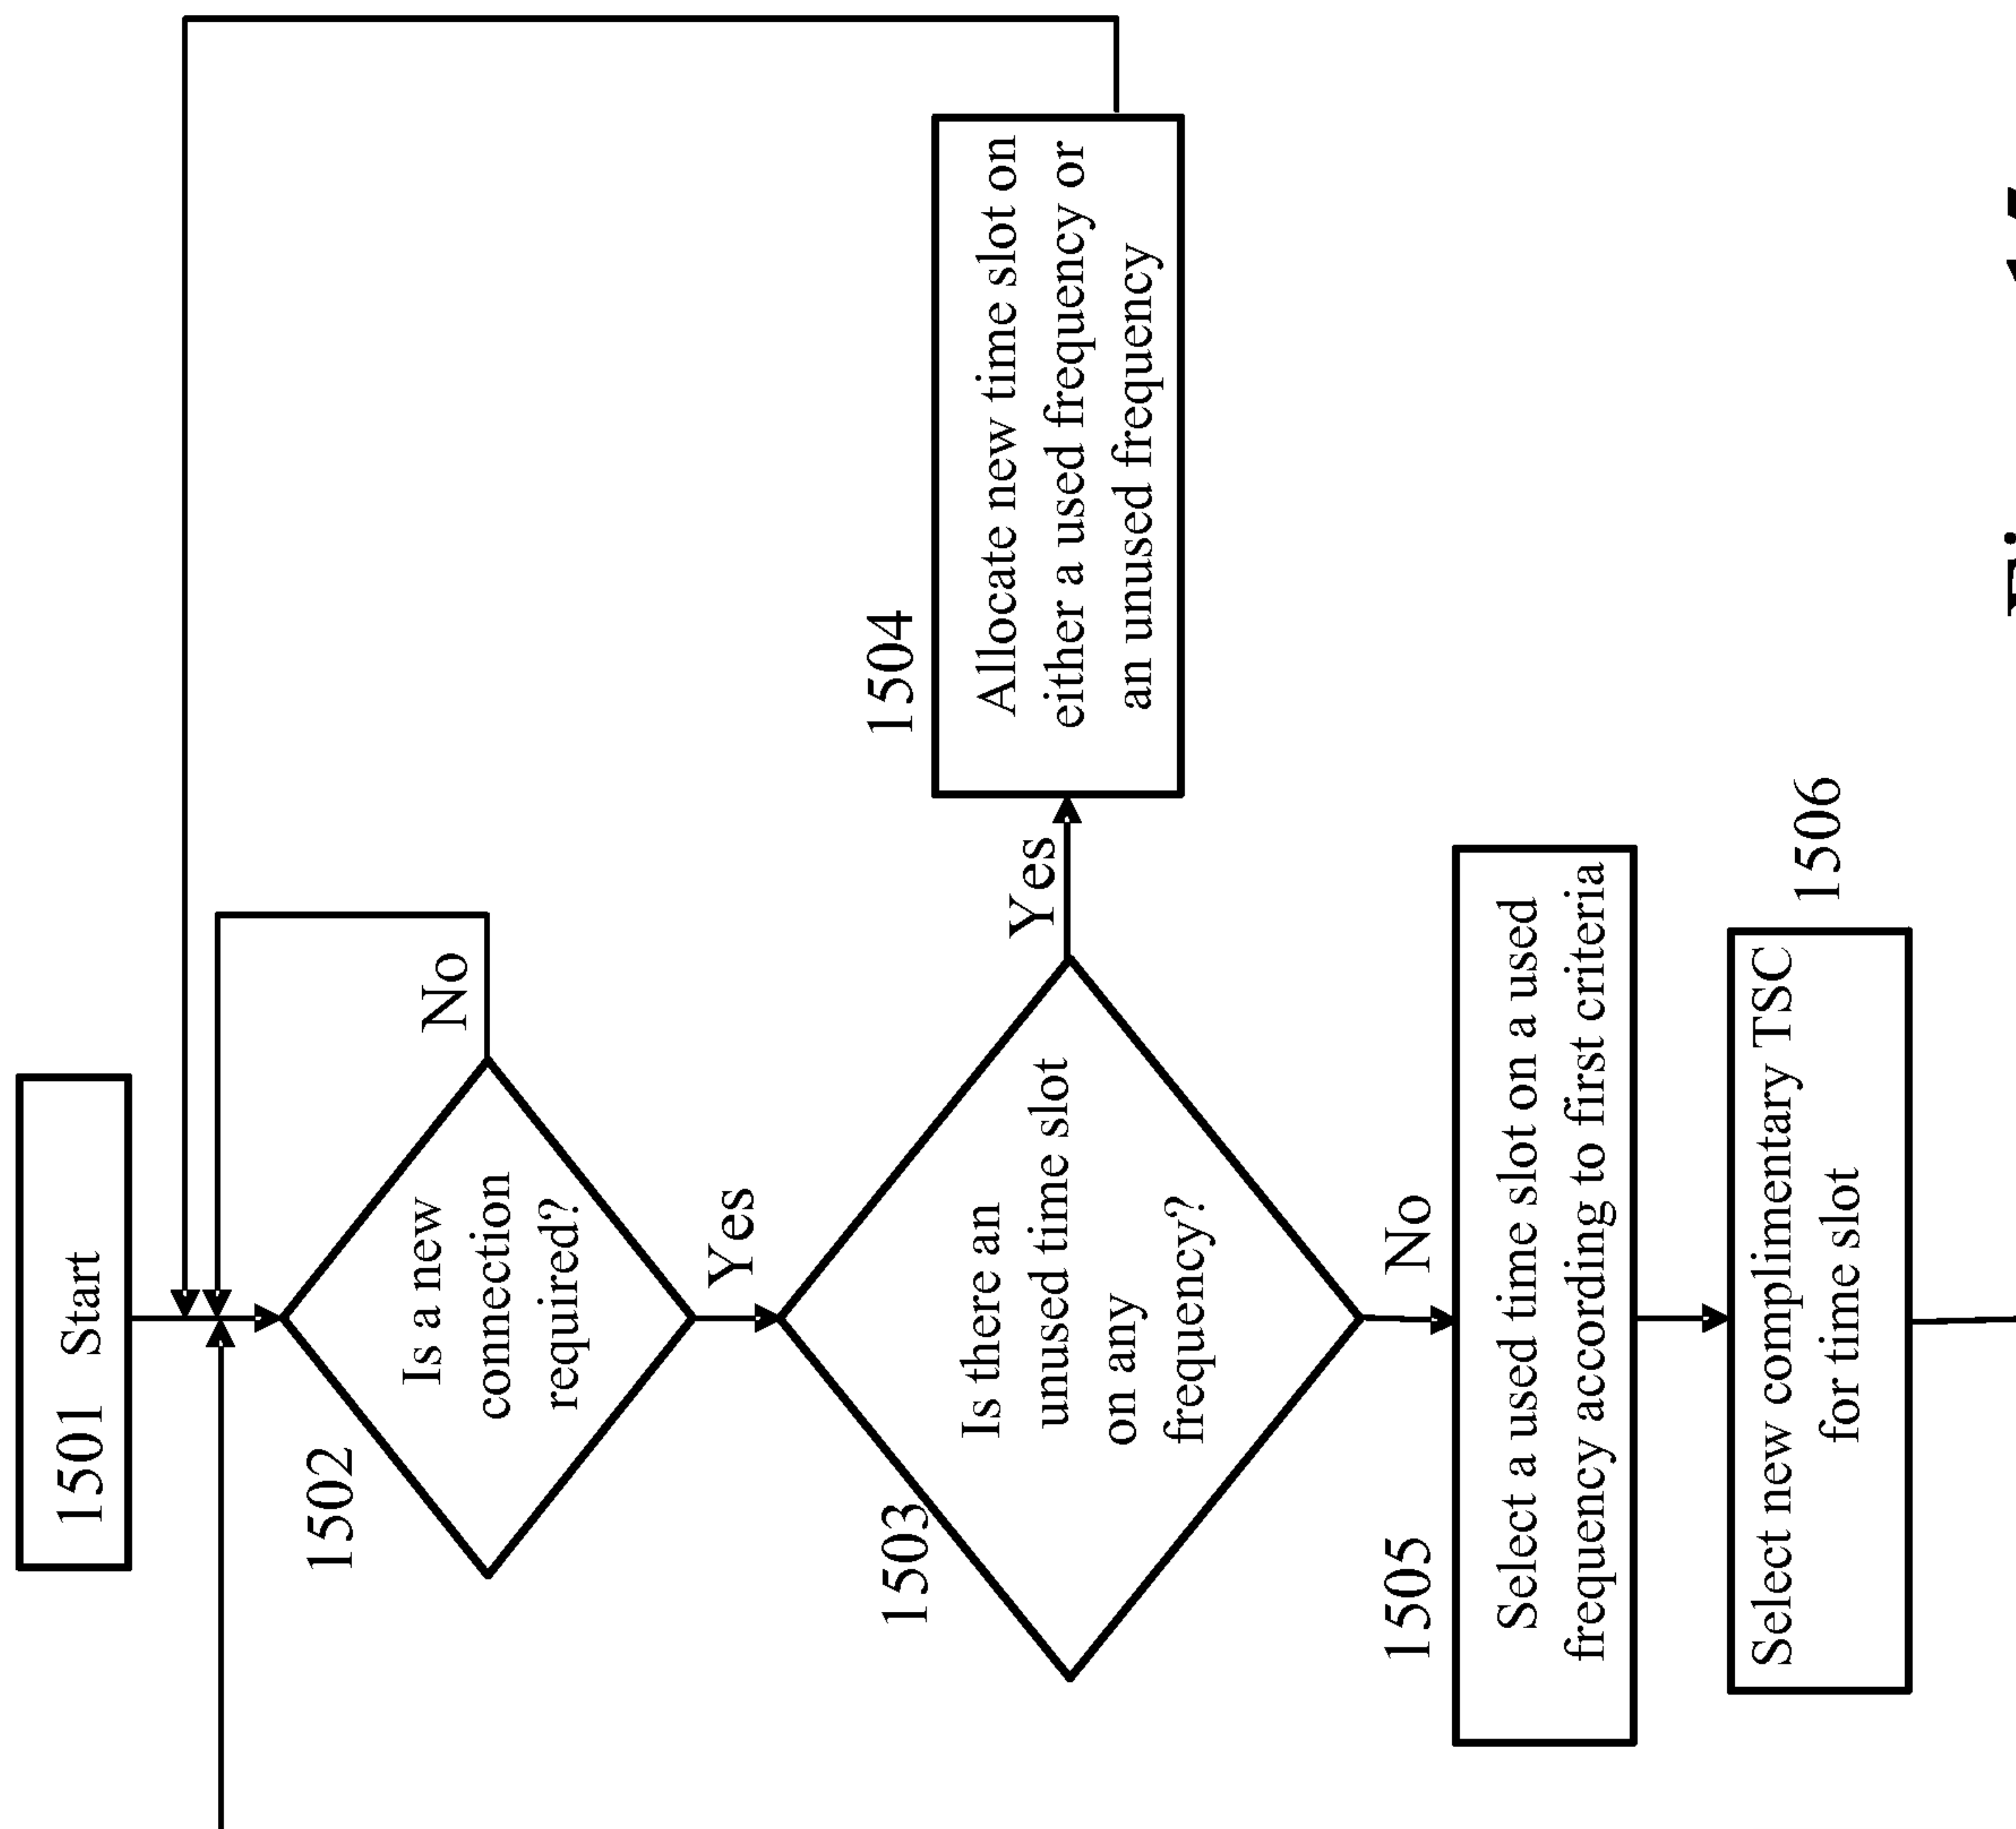 1501 Start
1502
Is a new
connection
required?
No
Yes
1503
Is there an
unused time slot
on any
frequency?
Yes
1504
Allocate new time slot on
either a used frequency or
an unused frequency
No
1505
Select a used time slot on a used
frequency according to first criteria
1506
Select new complimentary TSC
for time slot